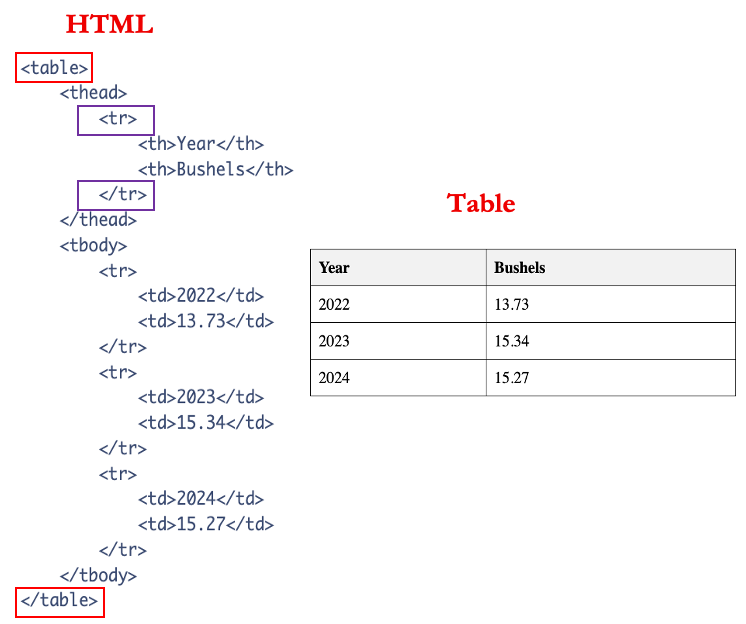 HTML
<table>
<thead>
<tr>
<th>Year</th>
<th>Bushels</th>
</tr>
</thead>
<tbody>
<tr>
<td>2022</td>
<td>13.73</td>
</tr>
<tr>
<td>2023</td>
<td>15.34</td>
</tr>
<tr>
<td>2024</td>
<td>15.27</td>
</tr>
</tbody>
</table>
Table
Year Bushels
2022 13.73
2023 15.34
2024 15.27